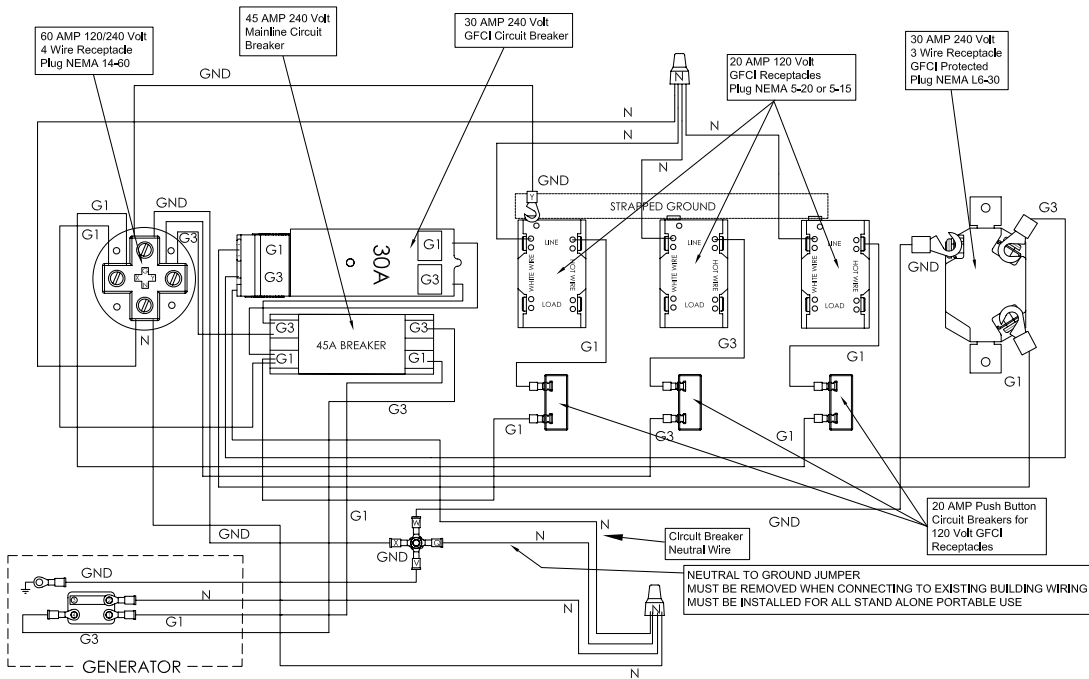 60 AMP 120/240 Volt
4 Wire Receptacle
Plug NEMA 14-60
45 AMP 240 Volt
Mainline Circuit
Breaker
30 AMP 240 Volt
GFCI Circuit Breaker
20 AMP 120 Volt
GFCI Receptacles
Plug NEMA 5-20 or 5-15
30 AMP 240 Volt
3 Wire Receptacle
GFCI Protected
Plug NEMA L6-30
GND
N
N
N
N
N
GND
STRAPPED GROUND
G1
G1
GND
G3
N
G1
G3
30A
G1
G3
G3
G1
45A BREAKER
G3
G1
G3
LINE
WHITE WIRE
HOT WIRE
LOAD
LINE
WHITE WIRE
HOT WIRE
LOAD
LINE
WHITE WIRE
HOT WIRE
LOAD
GND
G3
G1
G1
G3
G1
G1
G3
G1
20 AMP Push Button
Circuit Breakers for
120 Volt GFCI
Receptacles
GND
G1
GND
N
N
GND
Circuit Breaker
Neutral Wire
NEUTRAL TO GROUND JUMPER
MUST BE REMOVED WHEN CONNECTING TO EXISTING BUILDING WIRING
MUST BE INSTALLED FOR ALL STAND ALONE PORTABLE USE
GND
N
G1
G3
N
N
GENERATOR